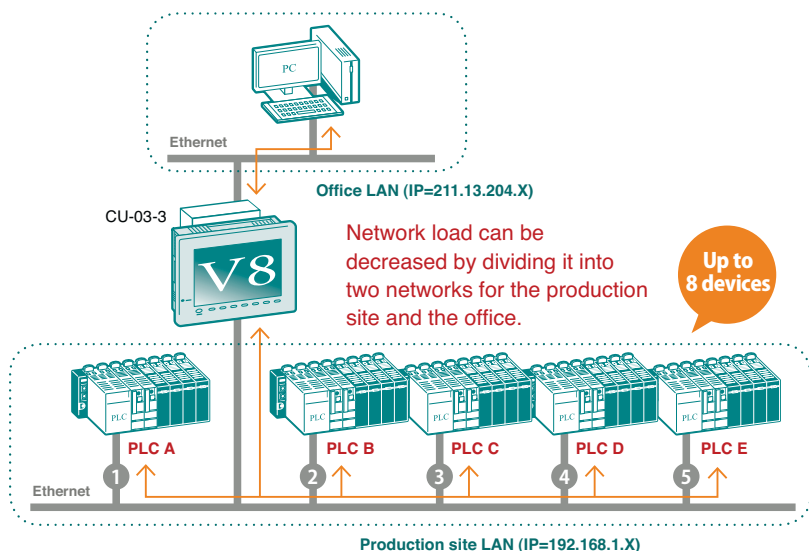 PC
Ethernet
Office LAN (IP=211.13.204.X)
CU-03-3
V8
Network load can be
decreased by dividing it into
two networks for the production
site and the office.
Up to
8 devices
PLC
PLC
PLC
PLC
PLC
PLC A
PLC B
PLC C
PLC D
PLC E
1
2
3
4
5
Ethernet
Production site LAN (IP=192.168.1.X)